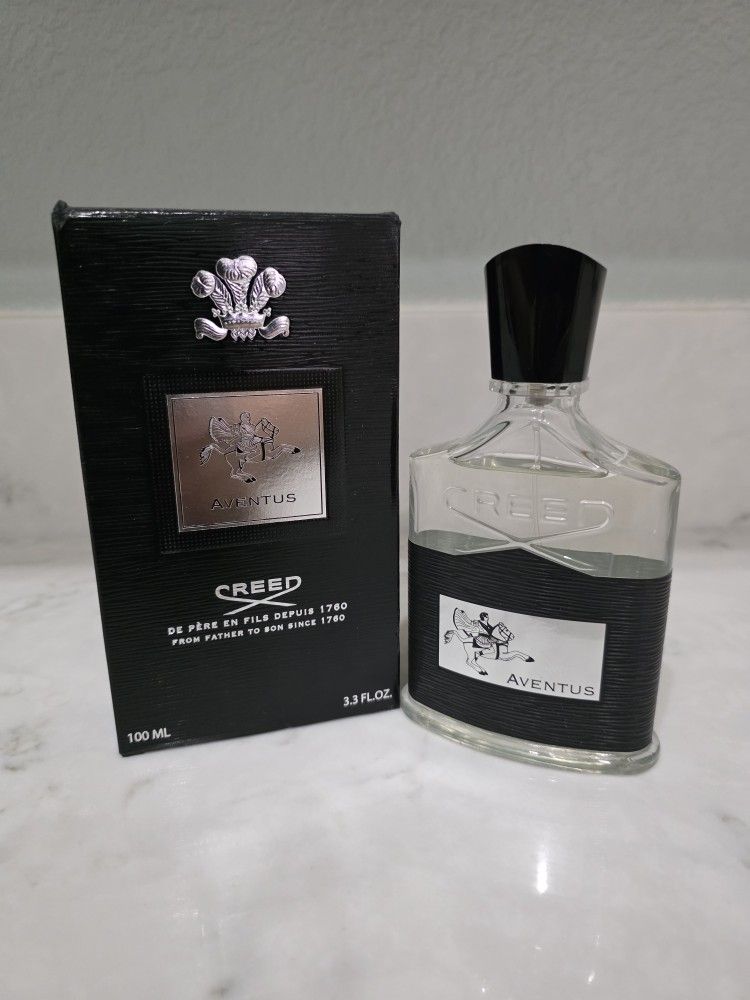 AVENTUS
CREED
DE PÈRE EN FILS DEPUIS 1760
FROM FATHER TO SON SINCE 1760
100 ML
3.3 FL.OZ.
CREED
AVENTUS